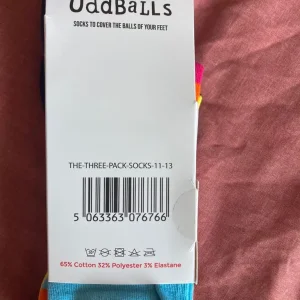 OddBalls
SOCKS TO COVER THE BALLS OF YOUR FEET
THE-THREE-PACK-SOCKS-11-13
5 063363 076766
65% Cotton 32% Polyester 3% Elastane